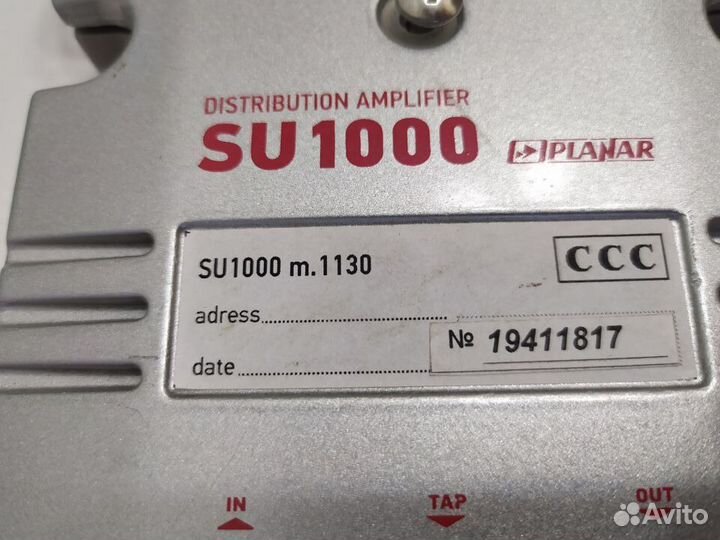 DISTRIBUTION AMPLIFIER
SU1000 PLANAR
SU1000 m.1130 CCC
adress
№ 19411817
date
IN TAP OUT
Avito